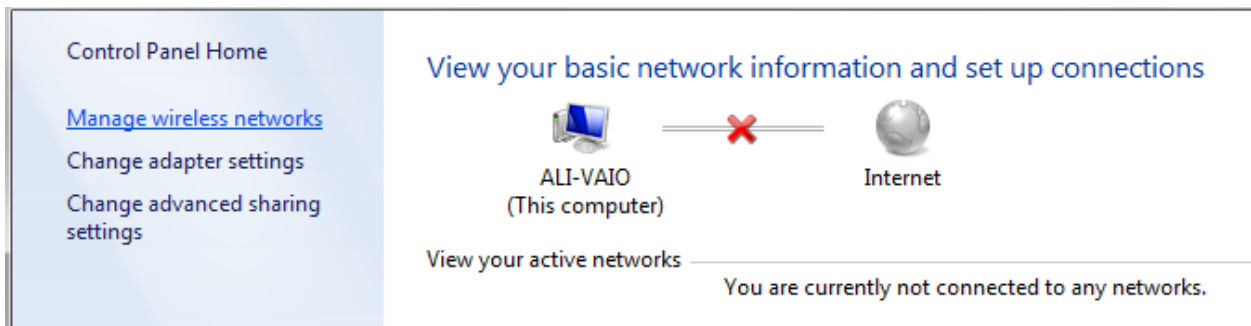 Control Panel Home
Manage wireless networks
Change adapter settings
Change advanced sharing
settings
View your basic network information and set up connections
ALI-VAIO
(This computer)
Internet
View your active networks
You are currently not connected to any networks.